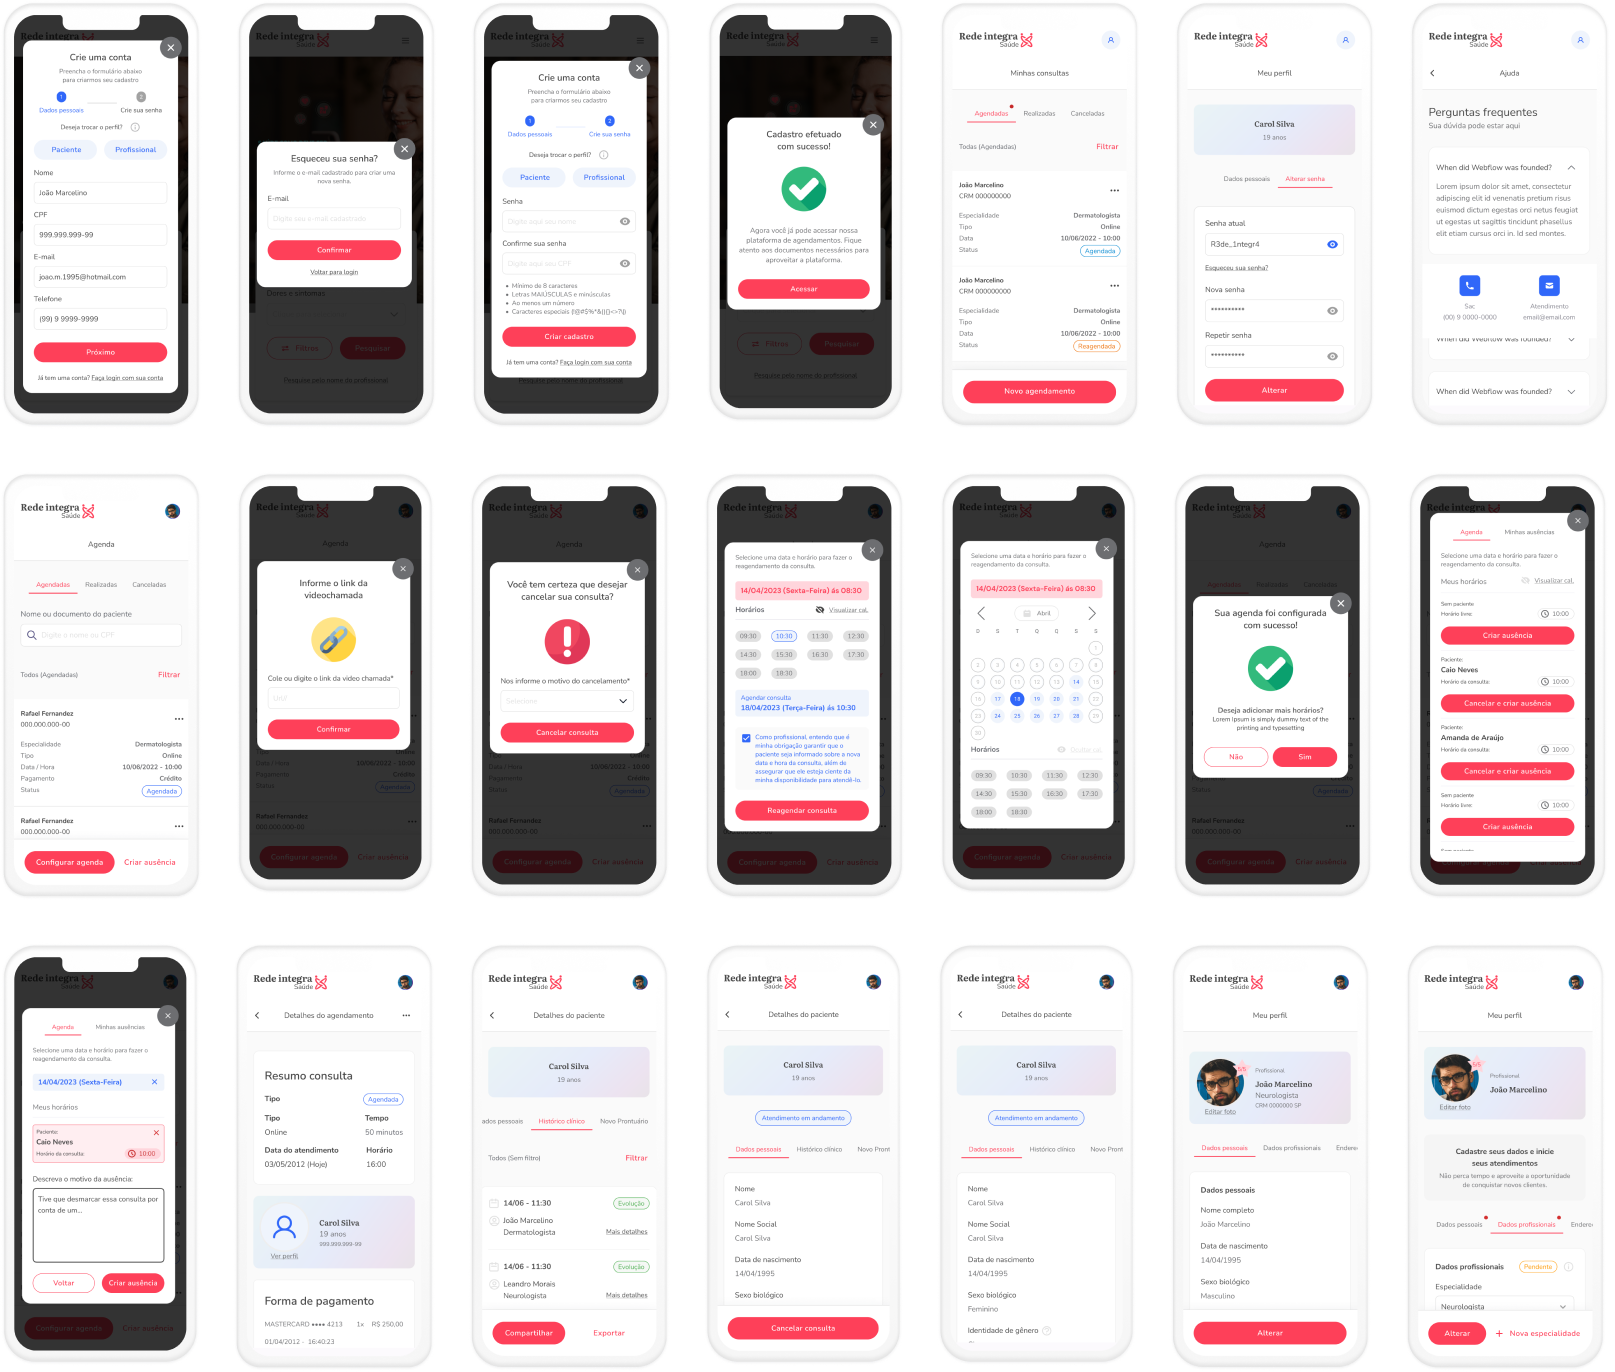 Rede integra
Saúde
Crie uma conta
Preencha o formulário abaixo
para criarmos seu cadastro
1
2
Dados pessoais
Crie sua senha
Deseja trocar o perfil?
Paciente
Profissional
Nome
João Marcelino
CPF
999.999.999-99
E-mail
joao.m.1995@hotmail.com
Telefone
(99) 9 9999-9999
Próximo
Já tem uma conta? Faça login com sua conta
Rede integra
Saúde
Esqueceu sua senha?
Informe o e-mail cadastrado para criar uma
nova senha.
E-mail
Digite seu e-mail cadastrado
Confirmar
Voltar para login
Dores e sintomas
Filtros
Pesquisar
Pesquise pelo nome do profissional
Rede integra
Saúde
Crie uma conta
Preencha o formulário abaixo
para criarmos seu cadastro
1
2
Dados pessoais
Crie sua senha
Deseja trocar o perfil?
Paciente
Profissional
Senha
Digite aqui seu nome
Confirme sua senha
Digite aqui seu CPF
Mínimo de 8 caracteres
Letras MAIÚSCULAS e minúsculas
Ao menos um número
Criar cadastro
Já tem uma conta? Faça login com sua conta
Pesquise pelo nome do profissional
Rede integra
Saúde
Cadastro efetuado
com sucesso!
Agora você já pode acessar nossa
plataforma de agendamentos. Fique
atento aos documentos necessários para
aproveitar a plataforma.
Acessar
Filtros
Pesquisar
Pesquise pelo nome do profissional
Rede integra
Saúde
Minhas consultas
Agendadas
Realizadas
Canceladas
Todas (Agendadas)
Filtrar
João Marcelino
CRM 000000000
Especialidade
Dermatologista
Tipo
Online
Data
10/06/2022 - 10:00
Status
Agendada
João Marcelino
CRM 000000000
Especialidade
Dermatologista
Tipo
Online
Data
10/06/2022 - 10:00
Status
Reagendada
Novo agendamento
Rede integra
Saúde
Meu perfil
Carol Silva
19 anos
Dados pessoais
Alterar senha
Senha atual
R3de_1ntegr4
Esqueceu sua senha?
Nova senha
**********
Repetir senha
**********
Alterar
Rede integra
Saúde
Ajuda
Perguntas frequentes
Sua dúvida pode estar aqui
When did Webflow was founded?
Lorem ipsum dolor sit amet, consectetur
adipiscing elit id venenatis pretium risus
euismod dictum egestas orci netus feugiat
ut egestas ut sagittis tincidunt phasellus
elit etiam cursus orci in. Id sed montes.
Sac
(00) 9 0000-0000
Atendimento
email@email.com
When did Webflow was founded?
When did Webflow was founded?
Rede integra
Saúde
Agenda
Agendadas
Realizadas
Canceladas
Nome ou documento do paciente
Digite o nome ou CPF
Todos (Agendadas)
Filtrar
Rafael Fernandez
000.000.000-00
Especialidade
Dermatologista
Tipo
Online
Data / Hora
10/06/2022 - 10:00
Pagamento
Crédito
Status
Agendada
Rafael Fernandez
000.000.000-00
Configurar agenda
Criar ausência
Rede integra
Saúde
Agenda
Informe o link da
videochamada
Cole ou digite o link da video chamada*
Confirmar
Data / Hora
10/06/2022 - 10:00
Pagamento
Crédito
Status
Agendada
Rafael Fernandez
000.000.000-00
Configurar agenda
Criar ausência
Rede integra
Saúde
Agenda
Você tem certeza que desejar
cancelar sua consulta?
Nos informe o motivo do cancelamento*
Selecione
Cancelar consulta
Tipo
Online
Data / Hora
10/06/2022 - 10:00
Pagamento
Crédito
Status
Agendada
Rafael Fernandez
000.000.000-00
Configurar agenda
Criar ausência
Rede integra
Selecione uma data e horário para fazer o
reagendamento da consulta.
14/04/2023 (Sexta-Feira) ás 08:30
Horários
Visualizar cal.
09:30
10:30
11:30
12:30
14:30
15:30
16:30
17:30
18:00
18:30
Agendar consulta
18/04/2023 (Terça-Feira) ás 10:30
Como profissional, entendo que é
minha obrigação garantir que o
paciente seja informado sobre a nova
data e hora da consulta, além de
assegurar que ele esteja ciente da
minha disponibilidade para atendê-lo.
Reagendar consulta
000.000.000-00
Configurar agenda
Criar ausência
Rede integra
Selecione uma data e horário para fazer o
reagendamento da consulta.
14/04/2023 (Sexta-Feira) ás 08:30
Abril
D S T Q Q S S
1
2 3 4 5 6 7 8
9 10 11 12 13 14 15
16 17 18 19 20 21 22
23 24 25 26 27 28 29
30
Horários
Ocultar cal.
09:30
10:30
11:30
12:30
14:30
15:30
16:30
17:30
18:00
18:30
Configurar agenda
Criar ausência
Rede integra
Saúde
Agenda
Agendadas
Realizadas
Canceladas
Sua agenda foi configurada
com sucesso!
Deseja adicionar mais horários?
Lorem Ipsum is simply dummy text of the
printing and typesetting
Não
Sim
Status
Agendada
Rafael Fernandez
000.000.000-00
Configurar agenda
Criar ausência
Rede integra
Agenda
Minhas ausências
Selecione uma data e horário para fazer o
reagendamento da consulta.
Meus horários
Visualizar cal.
Sem paciente
Horário livre:
10:00
Criar ausência
Paciente:
Caio Neves
Horário da consulta:
10:00
Cancelar e criar ausência
Paciente:
Amanda de Araújo
Horário da consulta:
10:00
Cancelar e criar ausência
Sem paciente
Horário livre:
10:00
Criar ausência
Sem paciente
Configurar agenda
Criar ausência
Rede integra
Agenda
Minhas ausências
Selecione uma data e horário para fazer o
reagendamento da consulta.
14/04/2023 (Sexta-Feira)
Meus horários
Paciente:
Caio Neves
Horário da consulta:
10:00
Descreva o motivo da ausência:
Tive que desmarcar essa consulta por
conta de um...
Voltar
Criar ausência
Configurar agenda
Criar ausência
Rede integra
Saúde
Detalhes do agendamento
Resumo consulta
Tipo
Agendada
Tipo
Tempo
Online
50 minutos
Data do atendimento
Horário
03/05/2012 (Hoje)
16:00
Carol Silva
19 anos
999.999.999-99
Ver perfil
Forma de pagamento
MASTERCARD •••• 4213
1x
R$ 250,00
01/04/2012 - 16:40:23
Rede integra
Saúde
Detalhes do paciente
Carol Silva
19 anos
ados pessoais
Histórico clínico
Novo Prontuário
Todos (Sem filtro)
Filtrar
14/06 - 11:30
Evolução
João Marcelino
Dermatologista
Mais detalhes
14/06 - 11:30
Evolução
Leandro Morais
Neurologista
Mais detalhes
Compartilhar
Exportar
Rede integra
Saúde
Detalhes do paciente
Carol Silva
19 anos
Atendimento em andamento
Dados pessoais
Histórico clínico
Novo Pront
Nome
Carol Silva
Nome Social
Carol Silva
Data de nascimento
14/04/1995
Sexo biológico
Cancelar consulta
Rede integra
Saúde
Detalhes do paciente
Carol Silva
19 anos
Atendimento em andamento
Dados pessoais
Histórico clínico
Novo Pront
Nome
Carol Silva
Nome Social
Carol Silva
Data de nascimento
14/04/1995
Sexo biológico
Feminino
Identidade de gênero
Rede integra
Saúde
Meu perfil
5/5
Profissional
João Marcelino
Neurologista
CRM 0000000 SP
Editar foto
Dados pessoais
Dados profissionais
Endere
Dados pessoais
Nome completo
João Marcelino
Data de nascimento
14/04/1995
Sexo biológico
Masculino
Alterar
Rede integra
Saúde
Meu perfil
5/5
Profissional
João Marcelino
Editar foto
Cadastre seus dados e inicie
seus atendimentos
Não perca tempo e aproveite a oportunidade
de conquistar novos clientes.
Dados pessoais
Dados profissionais
Endere
Dados profissionais
Pendente
Especialidade
Neurologista
Alterar
+ Nova especialidade